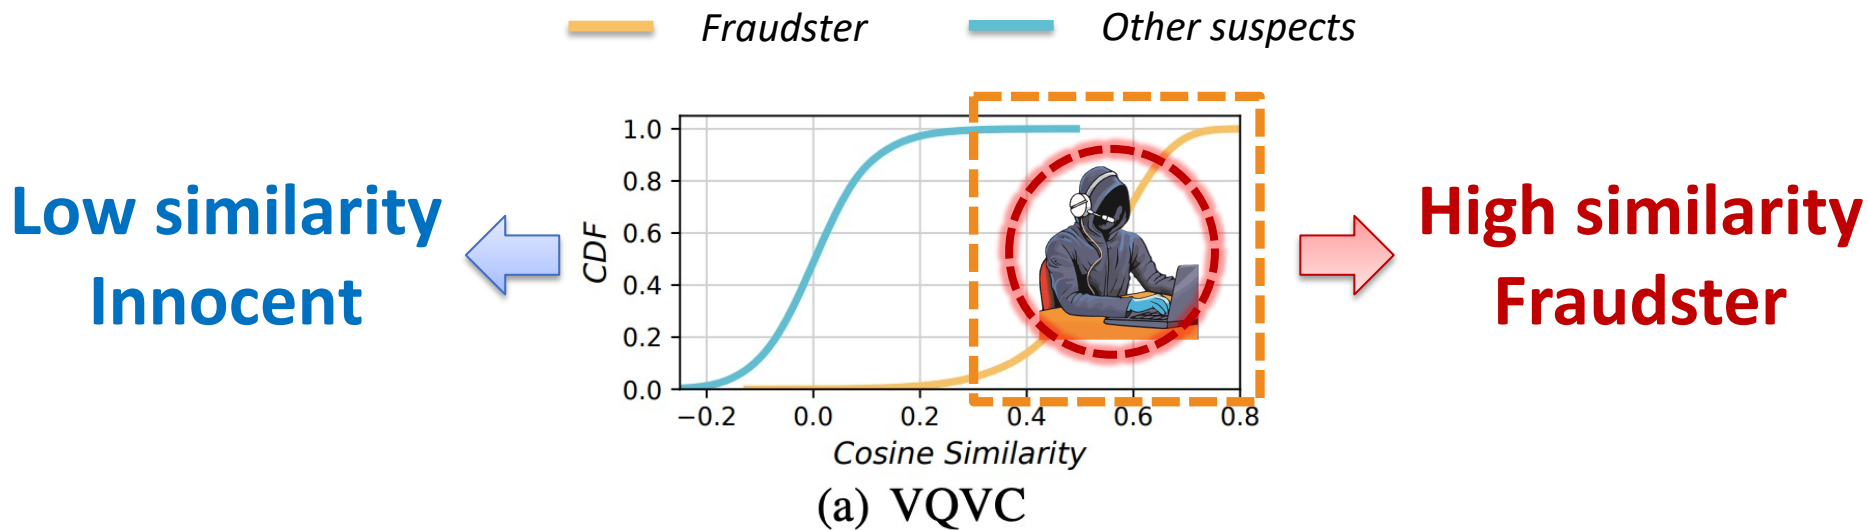 Fraudster
Other suspects
Low similarity
Innocent
CDF
1.0
0.8
0.6
0.4
0.2
0.0
−0.2
0.0
0.2
0.4
0.6
0.8
Cosine Similarity
High similarity
Fraudster
(a) VQVC